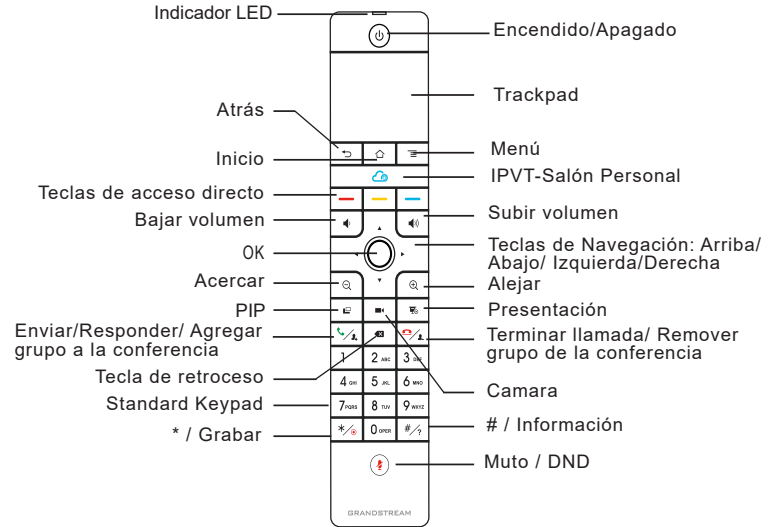 Indicador LED
Encendido/Apagado
Trackpad
Atrás
Menú
Inicio
IPVT-Salón Personal
Teclas de acceso directo
Bajar volumen
Subir volumen
OK
Teclas de Navegación: Arriba/
Abajo/ Izquierda/Derecha
Acercar
Alejar
PIP
Presentación
Enviar/Responder/ Agregar
grupo a la conferencia
Terminar llamada/ Remover
grupo de la conferencia
Tecla de retroceso
Camara
Standard Keypad
* / Grabar
# / Información
Muto / DND
1
2 ABC
3 DEF
4 GHI
5 JKL
6 MNO
7 PQRS
8 TUV
9 WXYZ
*/
0 OPER
#/?
GRANDSTREAM